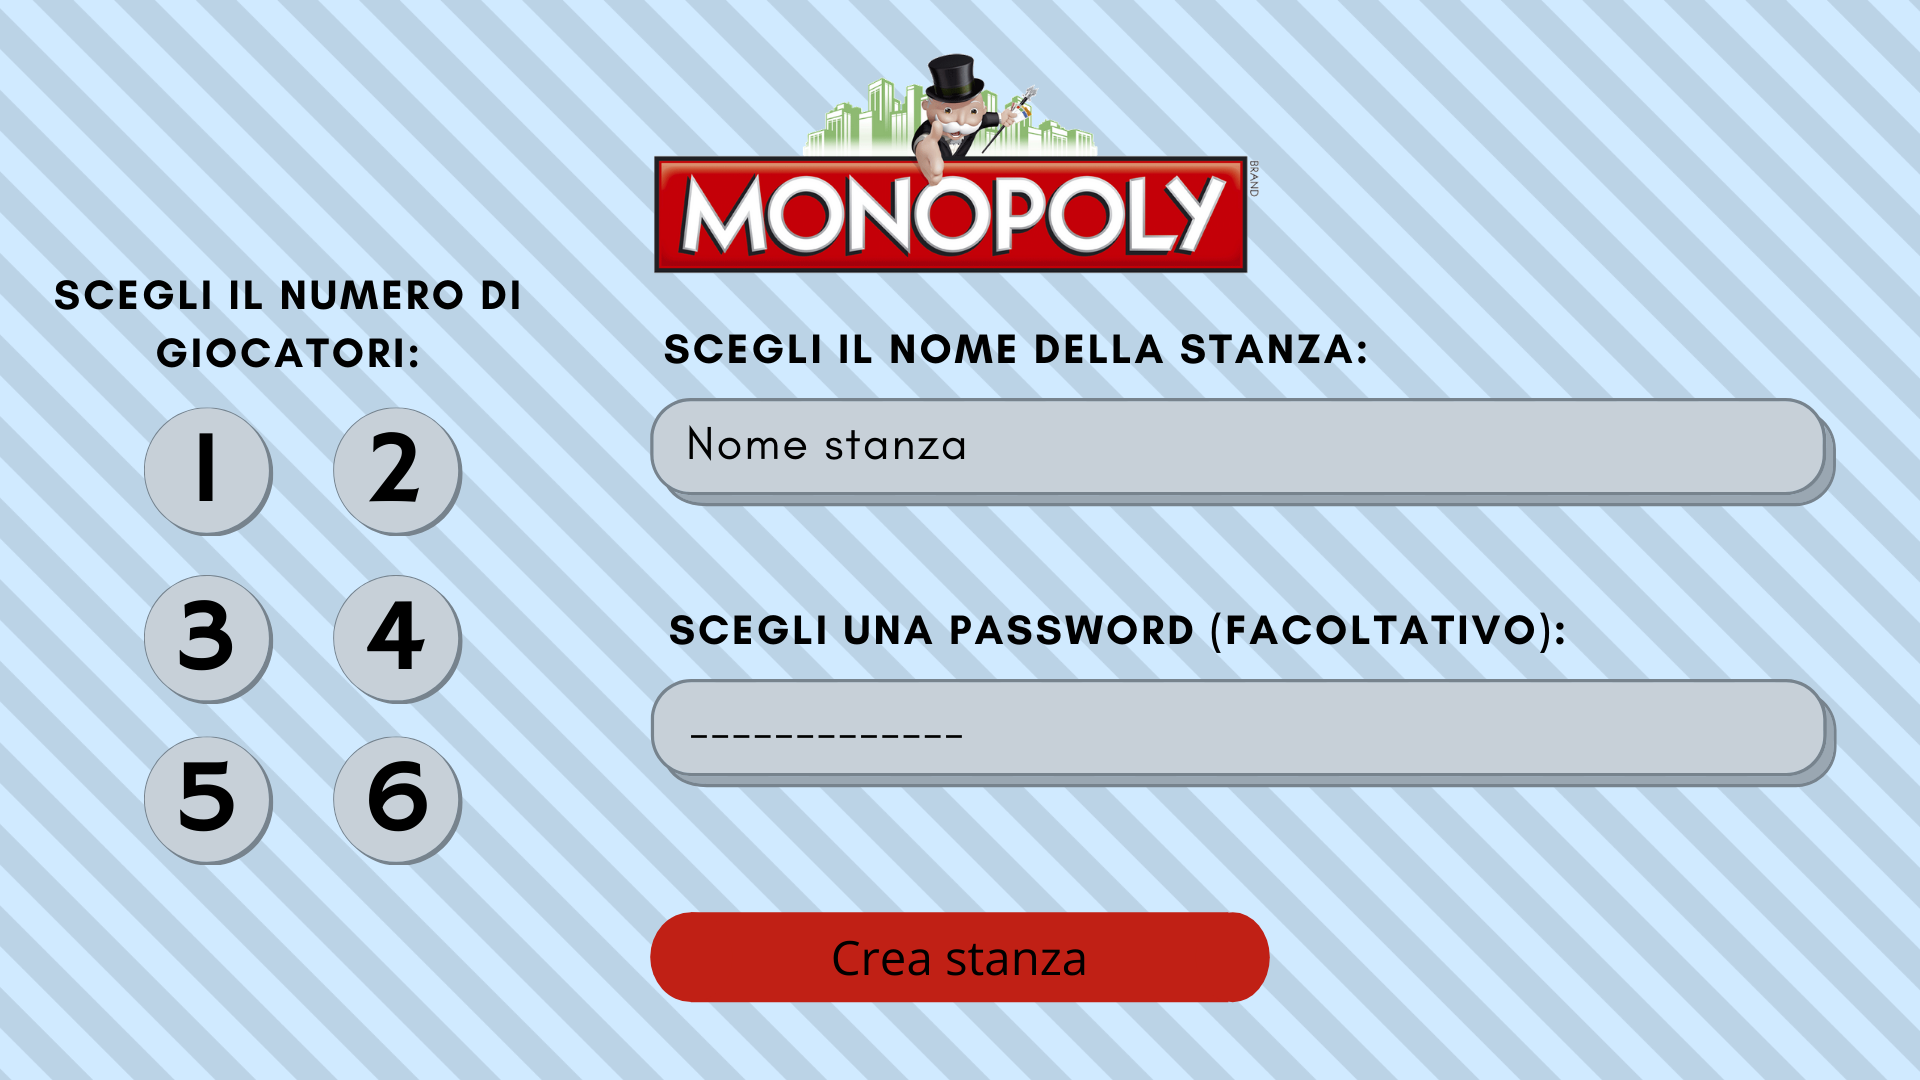 MONOPOLY
BRAND
SCEGLI IL NUMERO DI
GIOCATORI:
1 2
3 4
5 6
SCEGLI IL NOME DELLA STANZA:
Nome stanza
SCEGLI UNA PASSWORD (FACOLTATIVO):
_____________
Crea stanza